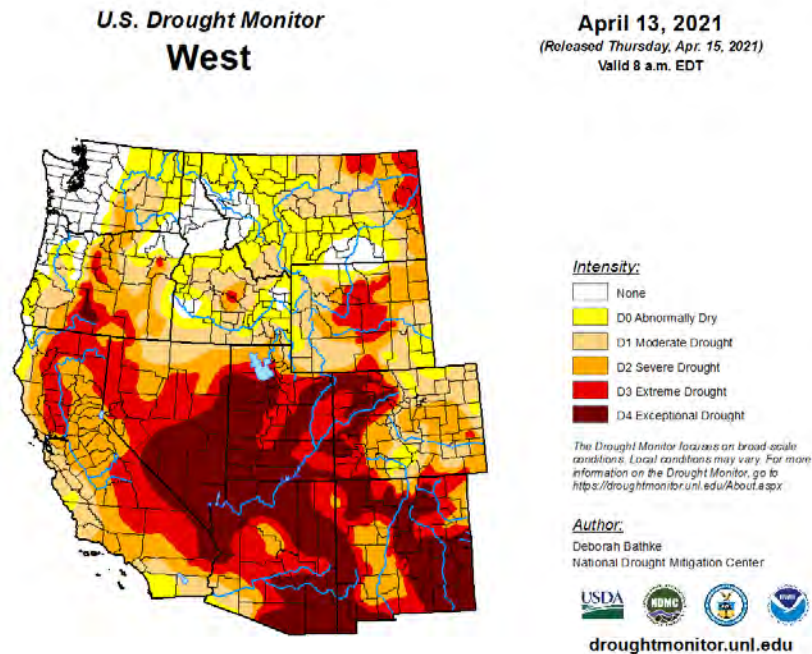 U.S. Drought Monitor
West
April 13, 2021
(Released Thursday, Apr. 15, 2021)
Valid 8 a.m. EDT
Intensity:
None
D0 Abnormally Dry
D1 Moderate Drought
D2 Severe Drought
D3 Extreme Drought
D4 Exceptional Drought
The Drought Monitor focuses on broad-scale
conditions. Local conditions may vary. For more
information on the Drought Monitor, go to
https://droughtmonitor.unl.edu/About.aspx
Author:
Deborah Bathke
National Drought Mitigation Center
USDA
NDMC
droughtmonitor.unl.edu